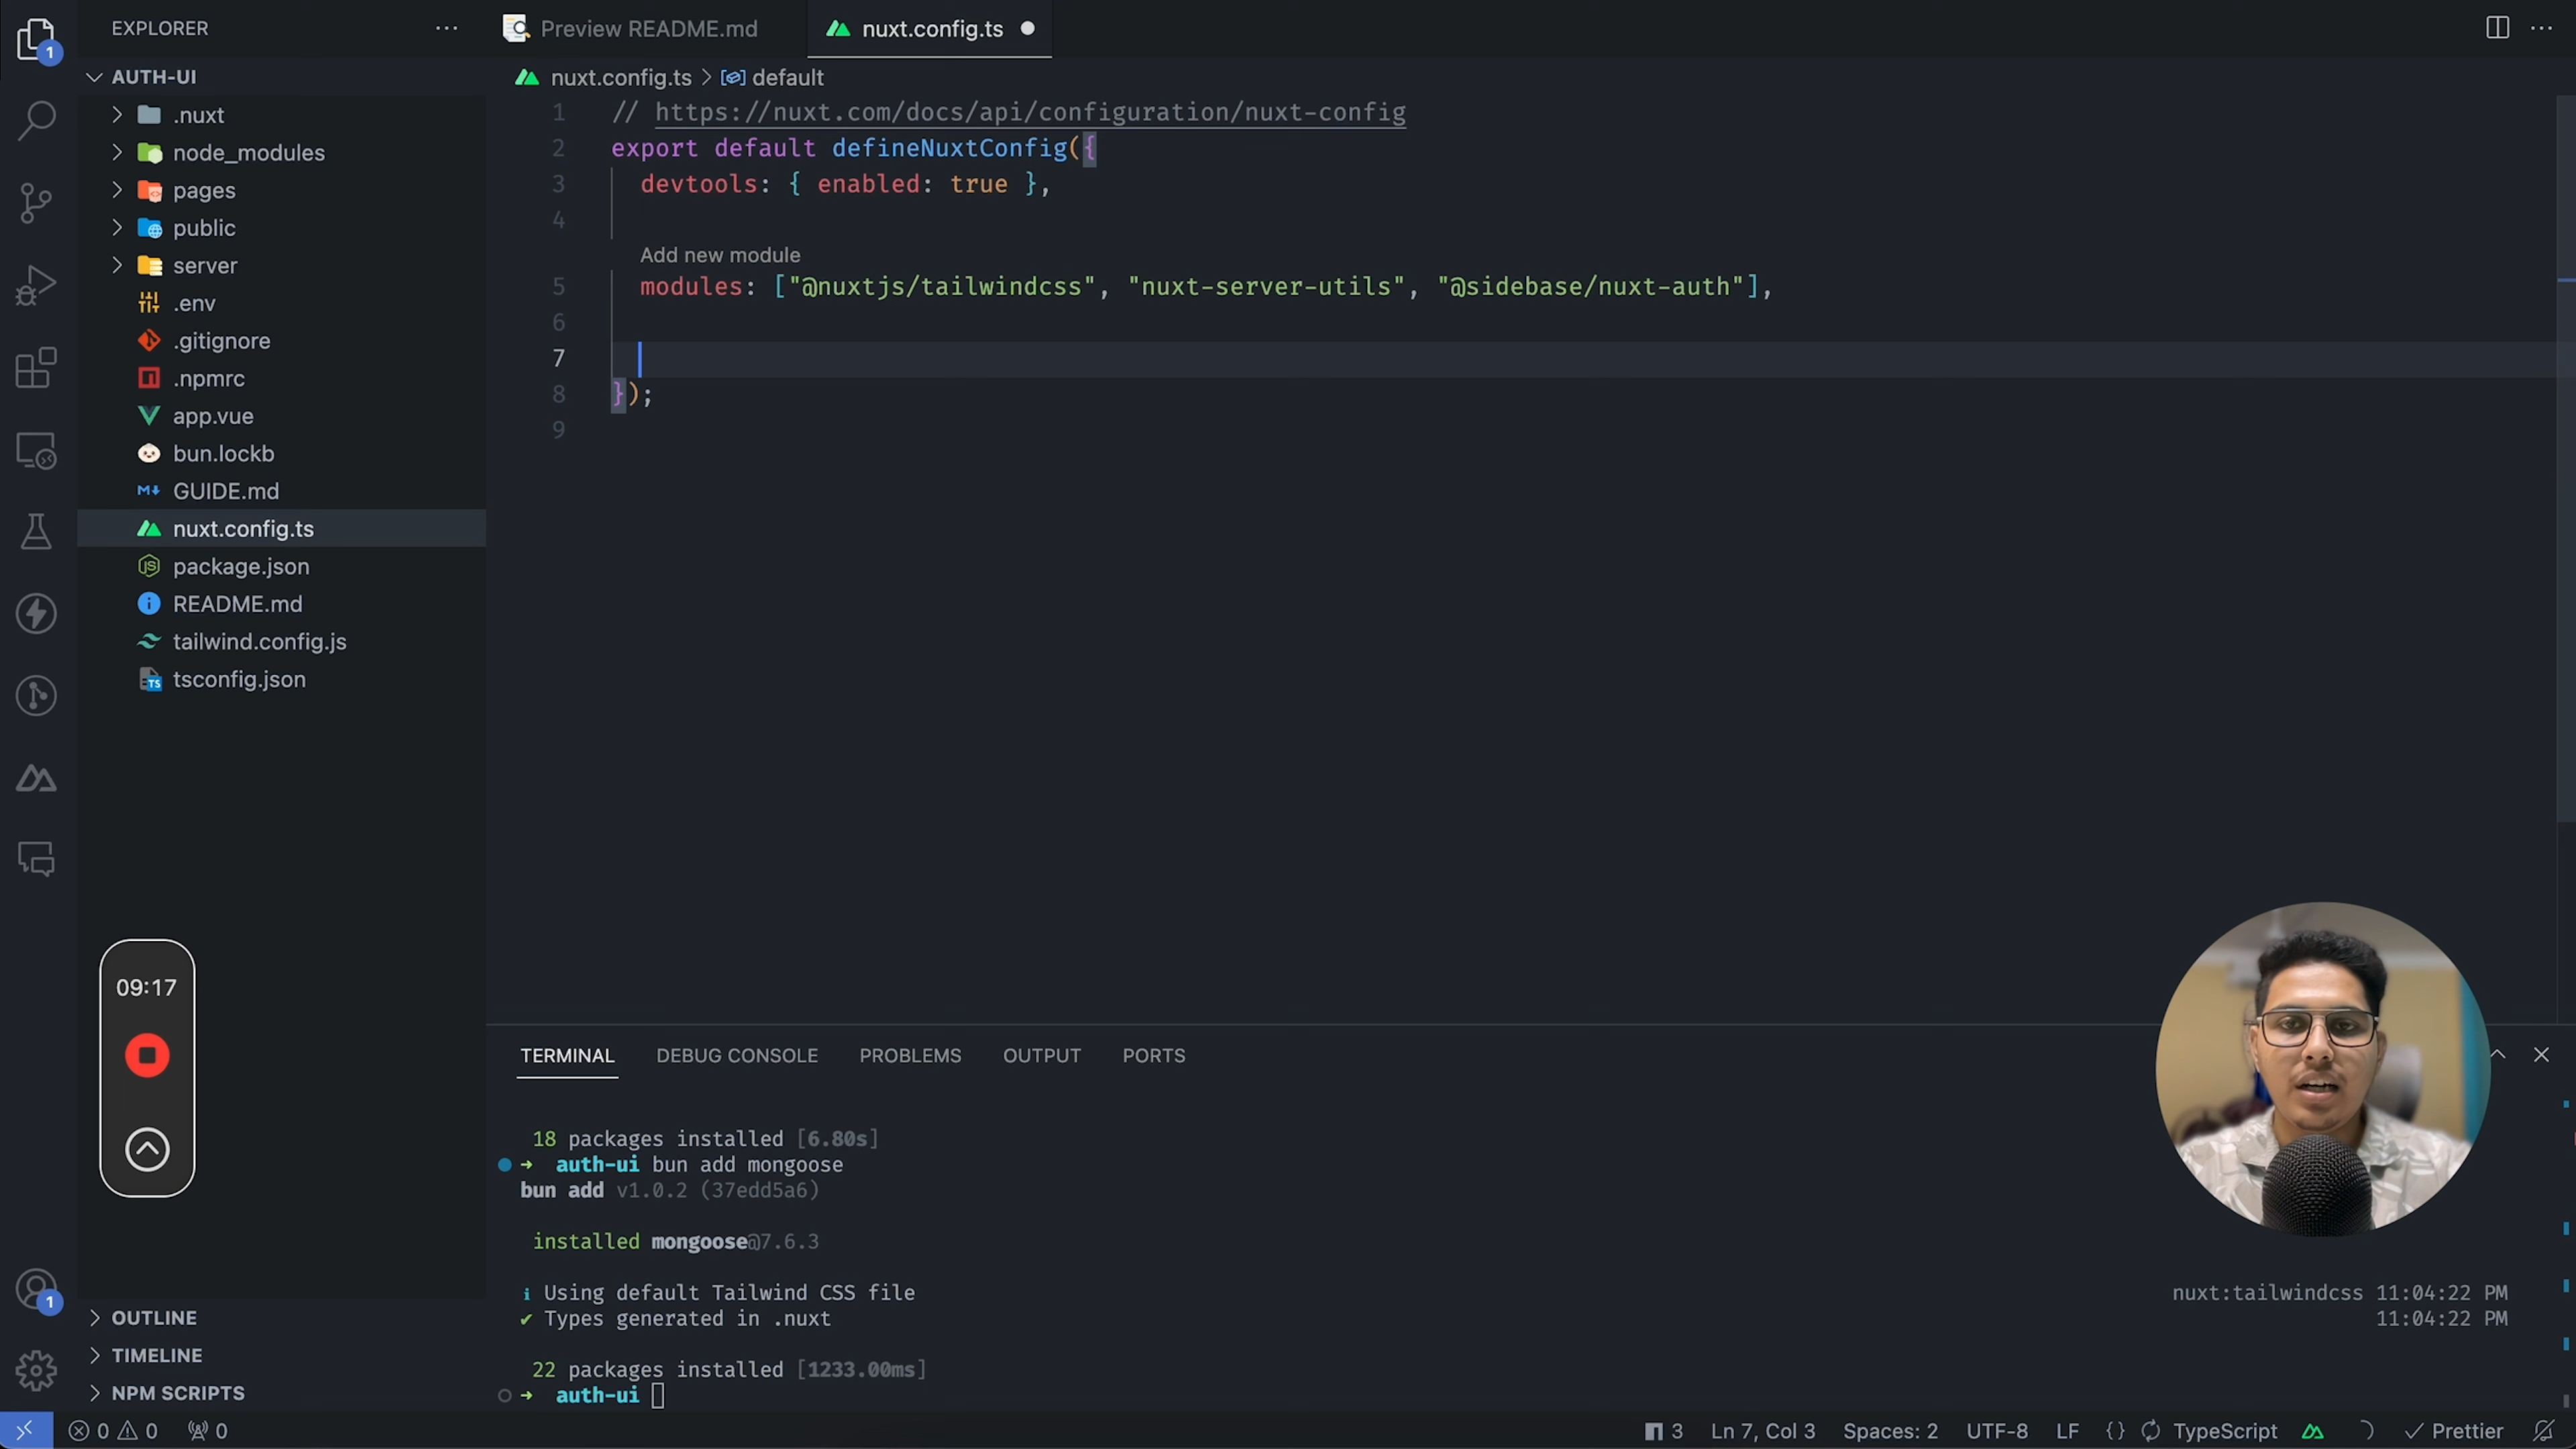 EXPLORER
AUTH-UI
.nuxt
node_modules
pages
public
server
.env
.gitignore
.npmrc
app.vue
bun.lockb
GUIDE.md
nuxt.config.ts
package.json
README.md
tailwind.config.js
tsconfig.json
OUTLINE
TIMELINE
NPM SCRIPTS
1
1
09:17
Preview README.md
nuxt.config.ts
nuxt.config.ts > default
1 // https://nuxt.com/docs/api/configuration/nuxt-config
2 export default defineNuxtConfig({
3 devtools: { enabled: true },
4
Add new module
5 modules: ["@nuxtjs/tailwindcss", "nuxt-server-utils", "@sidebase/nuxt-auth"],
6
7
8 });
9
TERMINAL DEBUG CONSOLE PROBLEMS OUTPUT PORTS
18 packages installed [6.80s]
➜ auth-ui bun add mongoose
bun add v1.0.2 (37edd5a6)
installed mongoose@7.6.3
ℹ Using default Tailwind CSS file nuxt:tailwindcss 11:04:22 PM
✔ Types generated in .nuxt 11:04:22 PM
22 packages installed [1233.00ms]
➜ auth-ui
0 0 0 3 Ln 7, Col 3 Spaces: 2 UTF-8 LF {} TypeScript Prettier